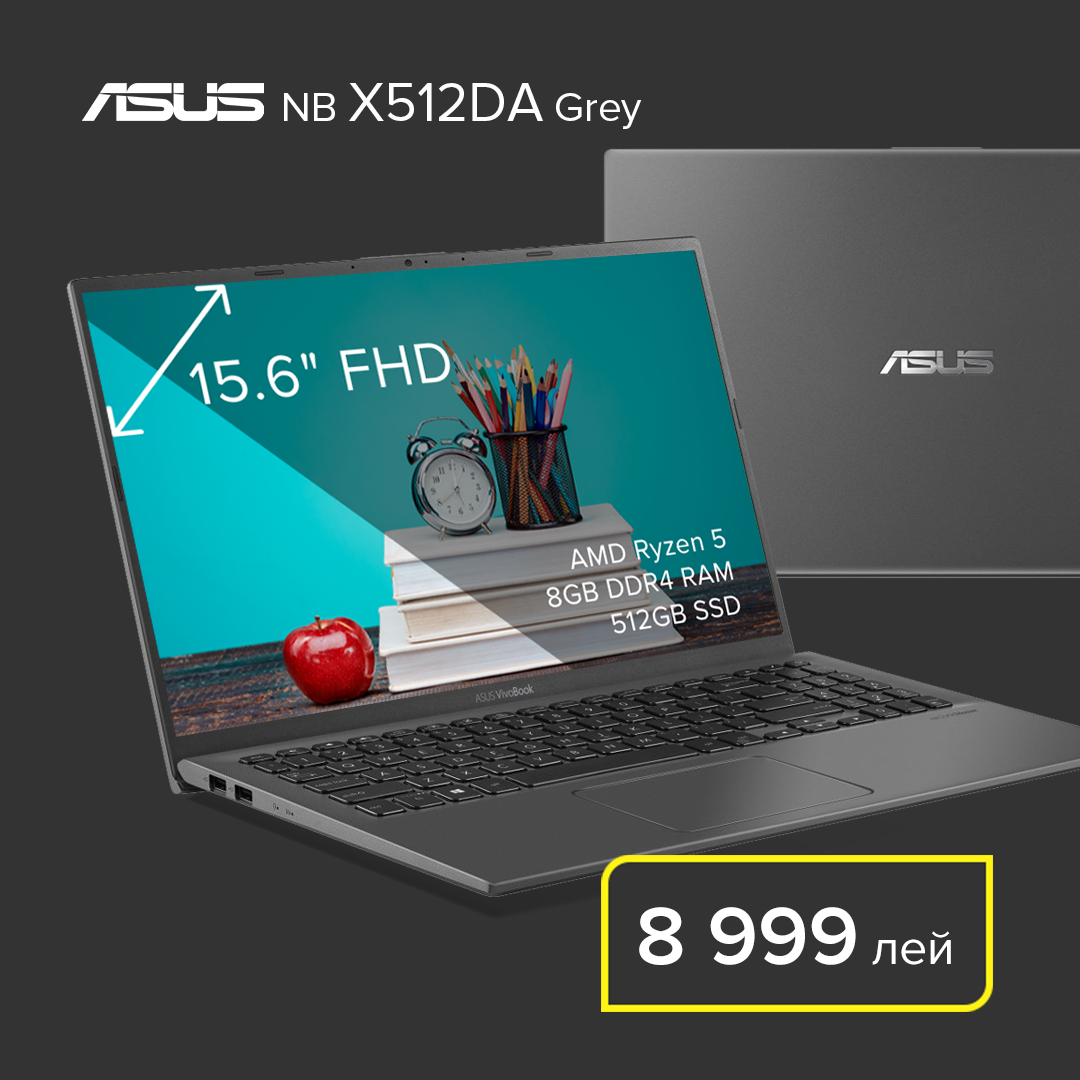 ASUS NB X512DA Grey
ASUS
15.6" FHD
AMD Ryzen 5
8GB DDR4 RAM
512GB SSD
ASUS VivoBook
8 999 лей